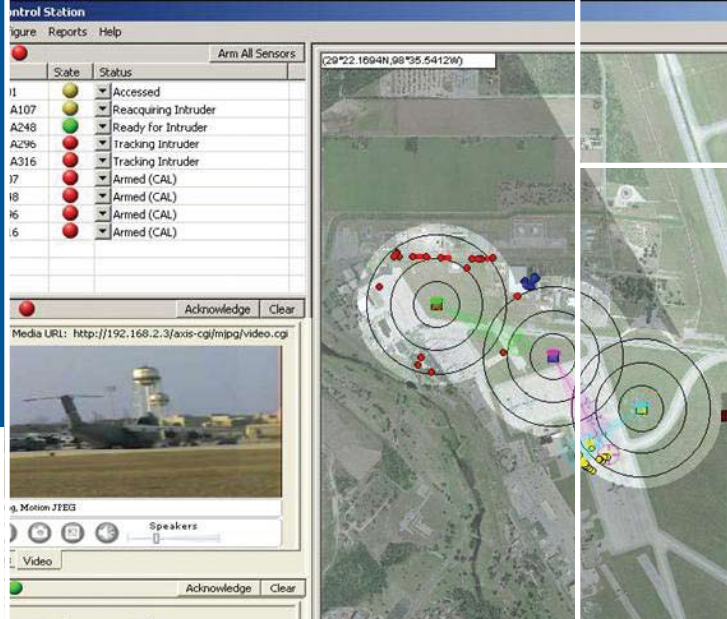 ontrol Station
figure Reports Help
Arm All Sensors
State Status
01 Accessed
A107 Reacquiring Intruder
A248 Ready for Intruder
A296 Tracking Intruder
A316 Tracking Intruder
07 Armed (CAL)
48 Armed (CAL)
96 Armed (CAL)
16 Armed (CAL)
Acknowledge Clear
Media URL: http://192.168.2.3/axis-cgi/mjpg/video.cgi
g, Motion JPEG
Speakers
Video
Acknowledge Clear
(29°22.1694N,98°35.5412W)